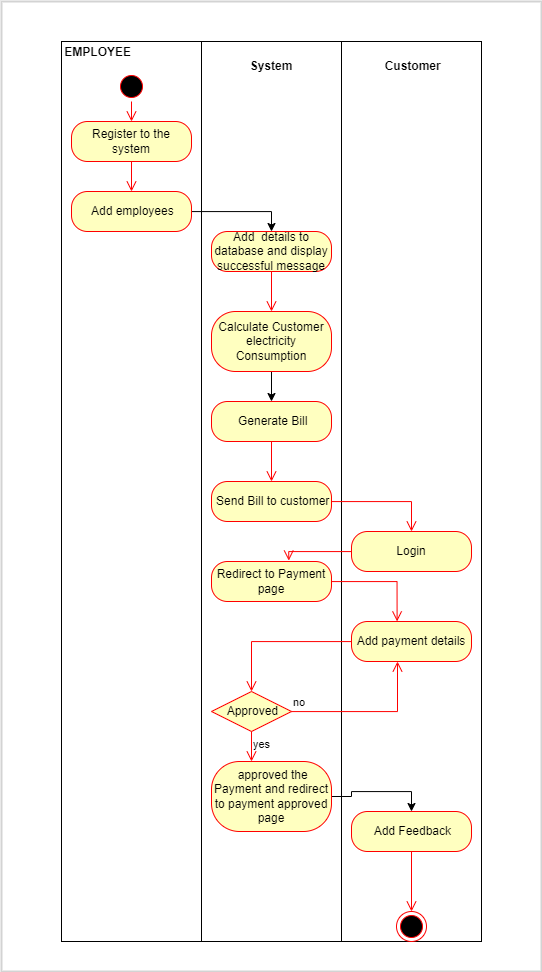 EMPLOYEE
System
Customer
Register to the
system
Add employees
Add details to
database and display
successful message
Calculate Customer
electricity
Consumption
Generate Bill
Send Bill to customer
Login
Redirect to Payment
page
Add payment details
Approved
no
yes
approved the
Payment and redirect
to payment approved
page
Add Feedback